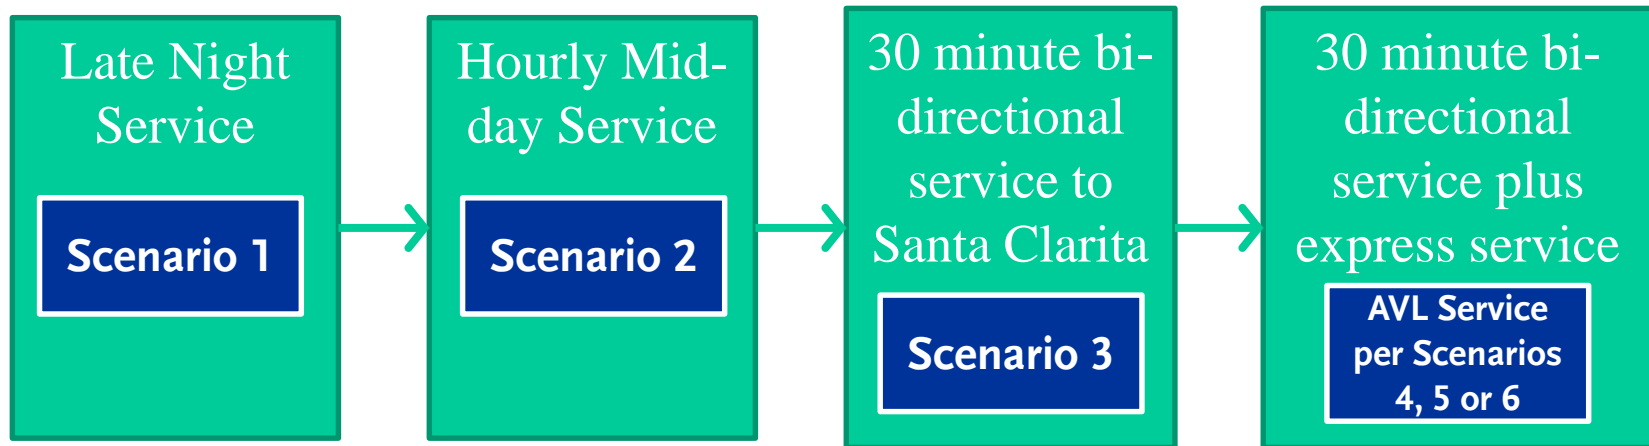 Late Night
Service
Scenario 1
Hourly Mid-
day Service
Scenario 2
30 minute bi-
directional
service to
Santa Clarita
Scenario 3
30 minute bi-
directional
service plus
express service
AVL Service
per Scenarios
4, 5 or 6